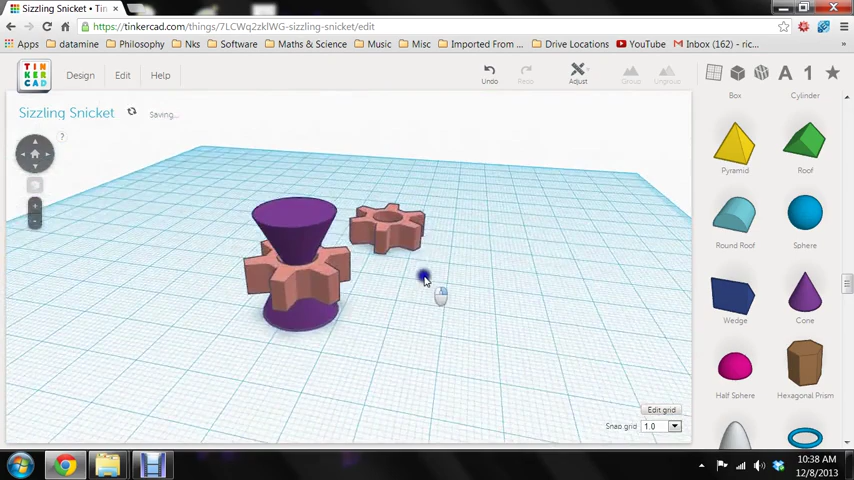 Sizzling Snicket
Tin
https://tinkercad.com/things/7LCWq2zklWG-sizzling-snicket/edit
Apps datamine Philosophy Nks Software Maths & Science Music Misc Imported From... Drive Locations YouTube Inbox (162) - ric...
TIN
KER
CAD
Design Edit Help
Undo Redo Adjust Group Ungroup
A 1
Box Cylinder
Sizzling Snicket Saving...
?
Pyramid Roof
Round Roof Sphere
Wedge Cone
Half Sphere Hexagonal Prism
Edit grid
Snap grid 1.0
10:38 AM
12/8/2013